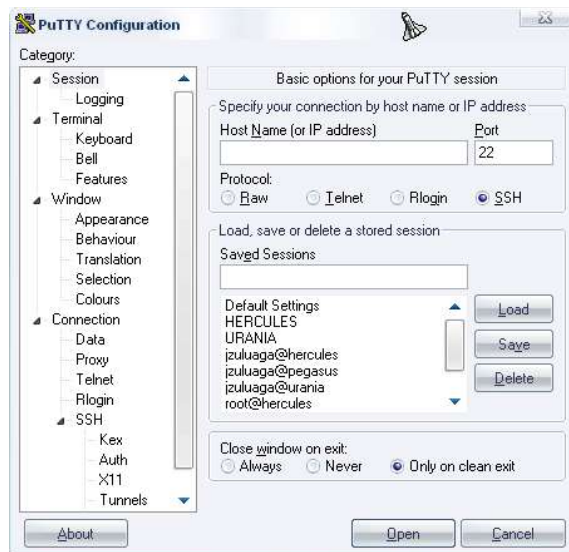 PuTTY Configuration
Category:
Session
Logging
Terminal
Keyboard
Bell
Features
Window
Appearance
Behaviour
Translation
Selection
Colours
Connection
Data
Proxy
Telnet
Rlogin
SSH
Kex
Auth
X11
Tunnels
Basic options for your PuTTY session
Specify your connection by host name or IP address
Host Name (or IP address) Port
22
Protocol:
Raw Telnet Rlogin SSH
Load, save or delete a stored session
Saved Sessions
Default Settings
HERCULES
URANIA
jzuluaga@hercules
jzuluaga@pegasus
jzuluaga@urania
root@hercules
Load
Save
Delete
Close window on exit:
Always Never Only on clean exit
About Open Cancel